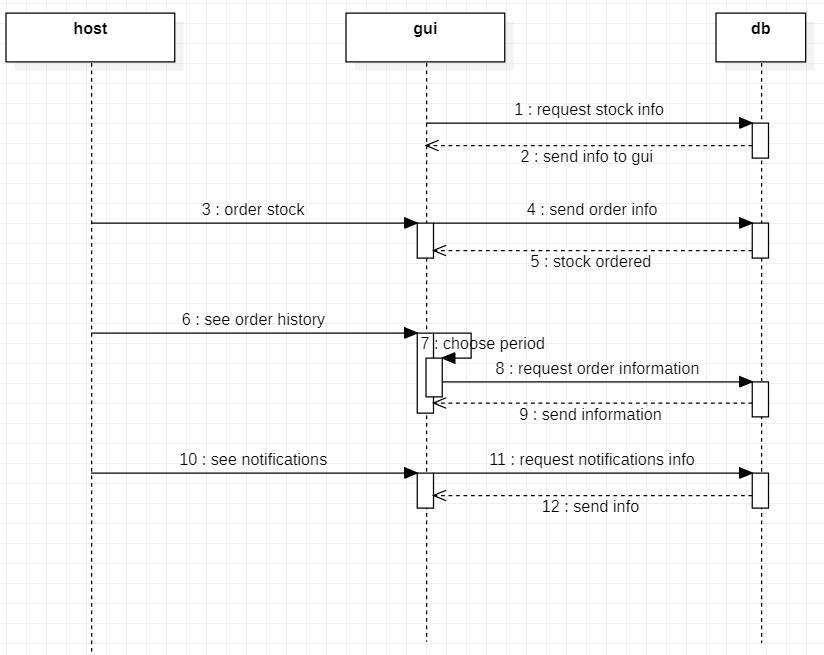 host
gui
db
1 : request stock info
2 : send info to gui
3 : order stock
4 : send order info
5 : stock ordered
6 : see order history
7 : choose period
8 : request order information
9 : send information
10 : see notifications
11 : request notifications info
12 : send info